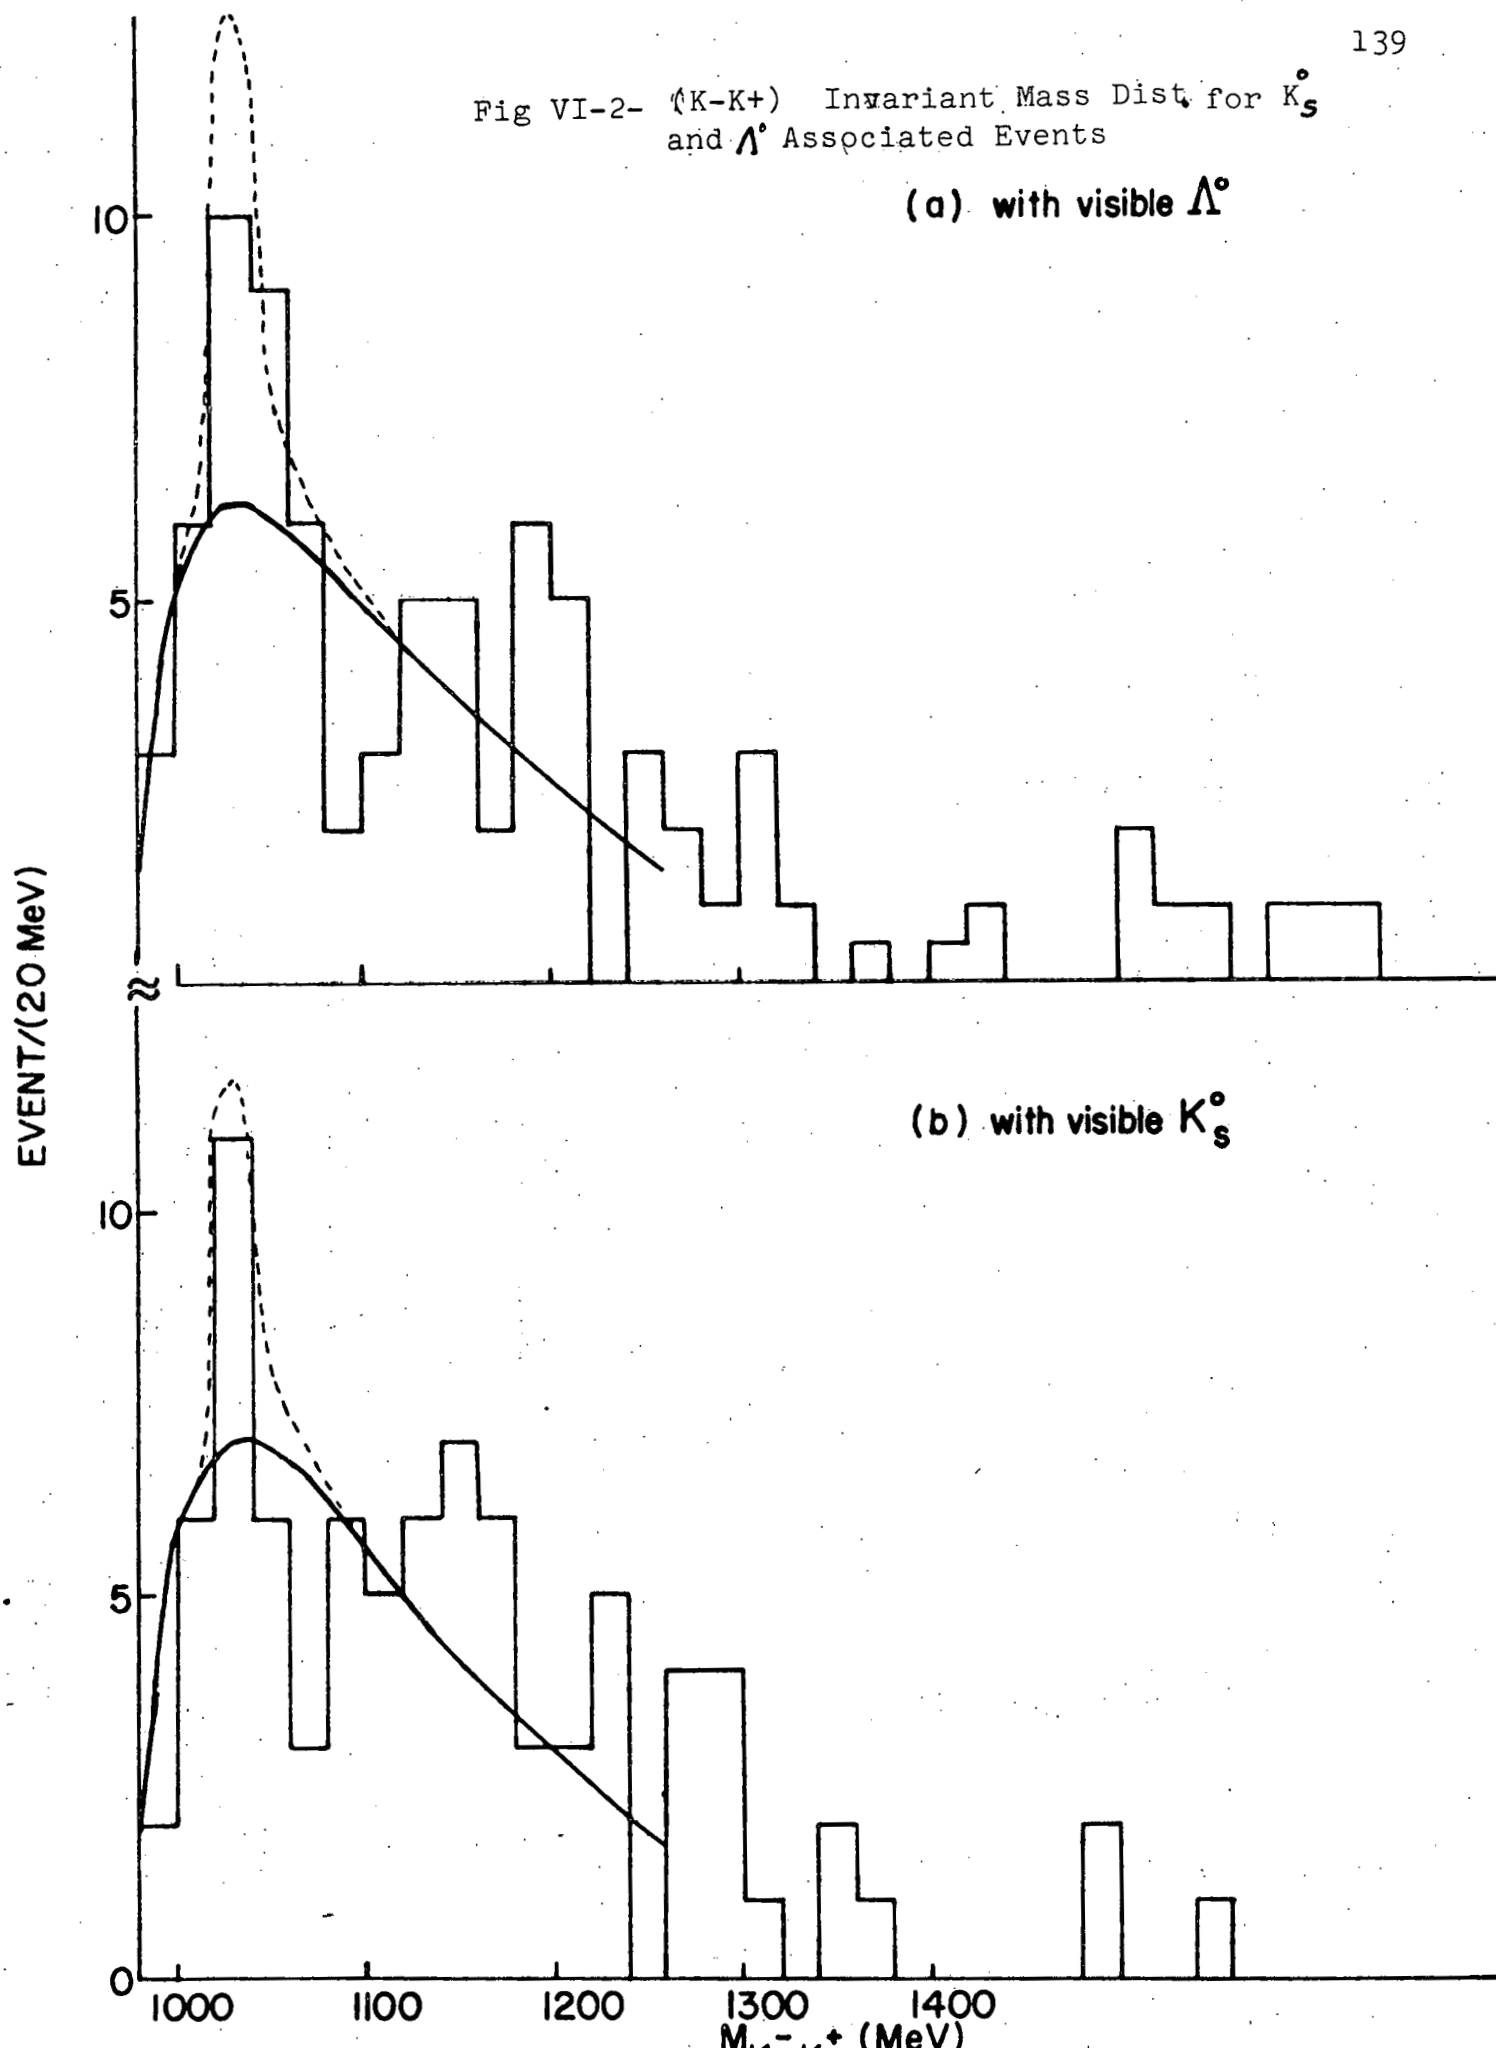 139
Fig VI-2- (K-K+) Invariant Mass Dist. for K°s
and Λ° Associated Events
(a) with visible Λ°
10
5
EVENT/(20 MeV)
(b) with visible K°s
10
5
0
1000 1100 1200 1300 1400
(MeV)